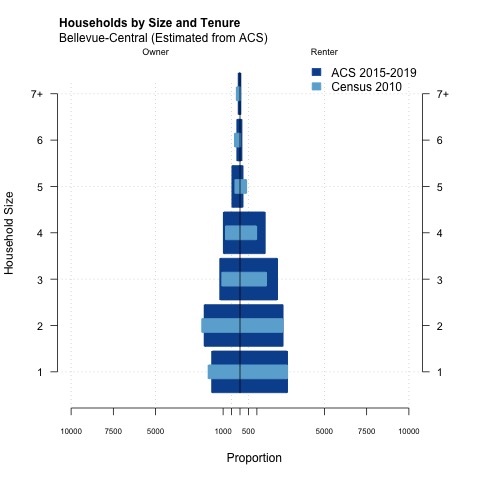 Households by Size and Tenure
Bellevue-Central (Estimated from ACS)
Owner
Renter
ACS 2015-2019
Census 2010
7+
7+
6
6
5
5
4
4
3
3
2
2
1
1
Household Size
10000 7500 5000 1000 500 5000 7500 10000
Proportion